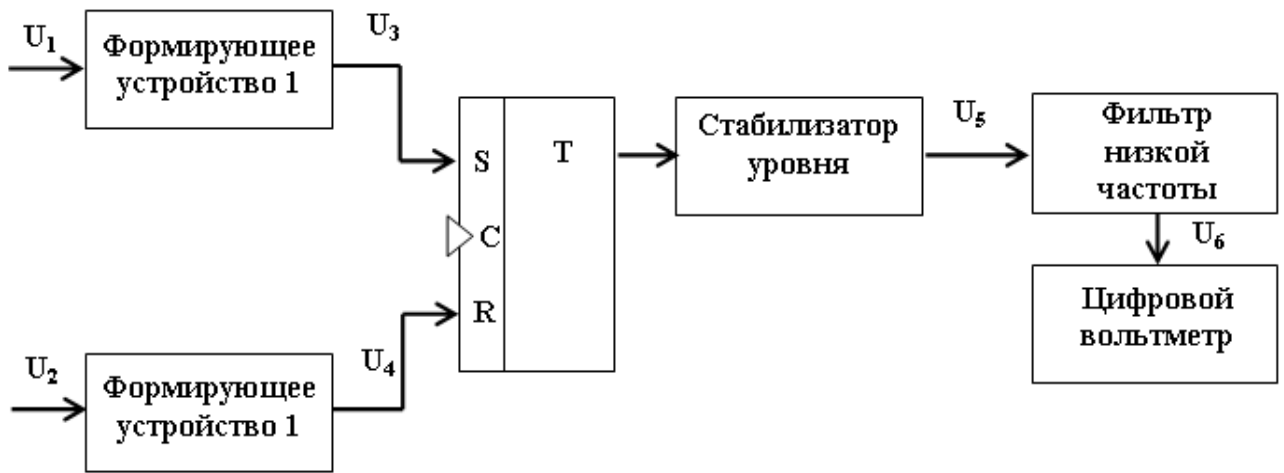 U1
Формирующее
устройство 1
U3
S
C
R
T
Стабилизатор
уровня
U5
Фильтр
низкой
частоты
U6
Цифровой
вольтметр
U2
Формирующее
устройство 1
U4